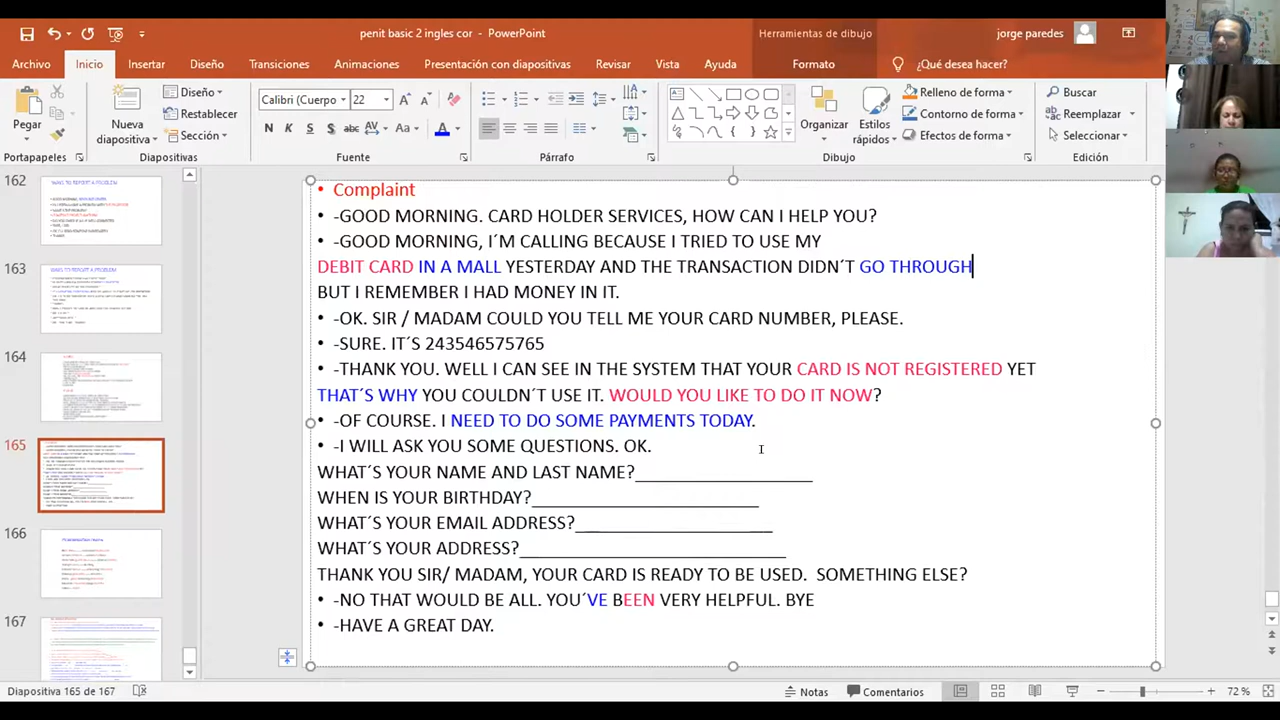 penit basic 2 ingles cor - PowerPoint
Herramientas de dibujo
jorge paredes
Archivo Inicio Insertar Diseño Transiciones Animaciones Presentación con diapositivas Revisar Vista Ayuda Formato ¿Qué desea hacer?
Pegar
Portapapeles
Nueva diapositiva
Diseño
Restablecer
Sección
Diapositivas
Calibri (Cuerpo 22
Fuente
Párrafo
Organizar
Estilos rápidos
Relleno de forma
Contorno de forma
Efectos de forma
Dibujo
Buscar
Reemplazar
Seleccionar
Edición
162
163
164
165
166
167
• Complaint
• -GOOD MORNING CARD HOLDER SERVICES, HOW CAN I HELP YOU?
• -GOOD MORNING, I´M CALLING BECAUSE I TRIED TO USE MY
DEBIT CARD IN A MALL YESTERDAY AND THE TRANSACTION DIDN´T GO THROUGH
BUT I REMEMBER I HAD MONEY IN IT.
• -OK. SIR / MADAM COULD YOU TELL ME YOUR CARD NUMBER, PLEASE.
• -SURE. IT´S 243546575765
• -THANK YOU. WELL I CAN SEE IN THE SYSTEM THAT YOUR CARD IS NOT REGISTERED YET
THAT´S WHY YOU COULDN´T USE IT. WOULD YOU LIKE TO DO IT NOW?
• -OF COURSE. I NEED TO DO SOME PAYMENTS TODAY.
• -I WILL ASK YOU SOME QUESTIONS. OK
WHAT´S YOUR NAME AND LAST NAME?____________________
WHEN IS YOUR BIRTDAY? _________________________
WHAT´S YOUR EMAIL ADDRESS?______________________
WHAT´S YOUR ADDRESS?
THANK YOU SIR/ MADAM, YOUR CARD IS READY TO BE USED. SOMETHING ELSE?
• -NO THAT WOULD BE ALL. YOU´VE BEEN VERY HELPFUL. BYE
• -HAVE A GREAT DAY.
Diapositiva 165 de 167
Notas
Comentarios
72 %